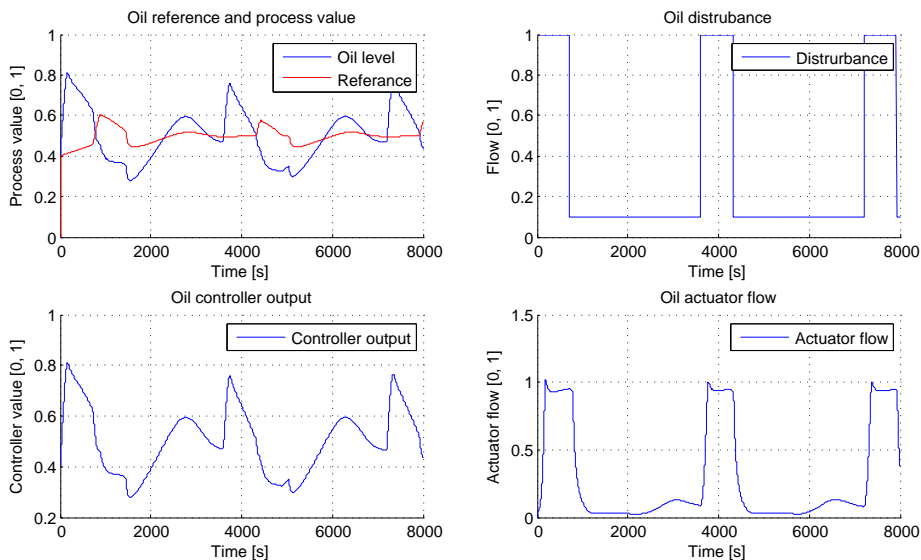 Oil reference and process value
Process value [0, 1]
1
0.8
0.6
0.4
0.2
0
Oil level
Referance
0 2000 4000 6000 8000
Time [s]
Oil distrubance
Flow [0, 1]
1
0.8
0.6
0.4
0.2
0
Distrurbance
0 2000 4000 6000 8000
Time [s]
Oil controller output
Controller value [0, 1]
1
0.8
0.6
0.4
0.2
Controller output
0 2000 4000 6000 8000
Time [s]
Oil actuator flow
Actuator flow [0, 1]
1.5
1
0.5
0
Actuator flow
0 2000 4000 6000 8000
Time [s]